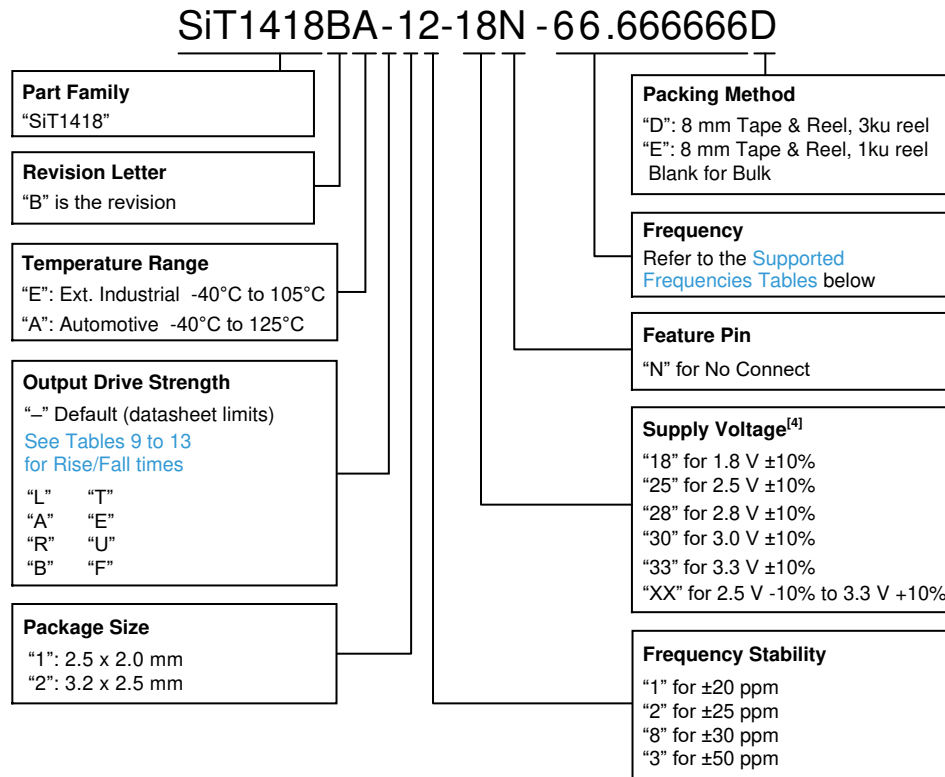 SiT1418BA-12-18N-66.666666D
Part Family
“SiT1418”
Revision Letter
“B” is the revision
Temperature Range
“E”: Ext. Industrial -40°C to 105°C
“A”: Automotive -40°C to 125°C
Output Drive Strength
“–” Default (datasheet limits)
See Tables 9 to 13
for Rise/Fall times
“L” “T”
“A” “E”
“R” “U”
“B” “F”
Package Size
“1”: 2.5 x 2.0 mm
“2”: 3.2 x 2.5 mm
Packing Method
“D”: 8 mm Tape & Reel, 3ku reel
“E”: 8 mm Tape & Reel, 1ku reel
Blank for Bulk
Frequency
Refer to the Supported
Frequencies Tables below
Feature Pin
“N” for No Connect
Supply Voltage[4]
“18” for 1.8 V ±10%
“25” for 2.5 V ±10%
“28” for 2.8 V ±10%
“30” for 3.0 V ±10%
“33” for 3.3 V ±10%
“XX” for 2.5 V -10% to 3.3 V +10%
Frequency Stability
“1” for ±20 ppm
“2” for ±25 ppm
“8” for ±30 ppm
“3” for ±50 ppm